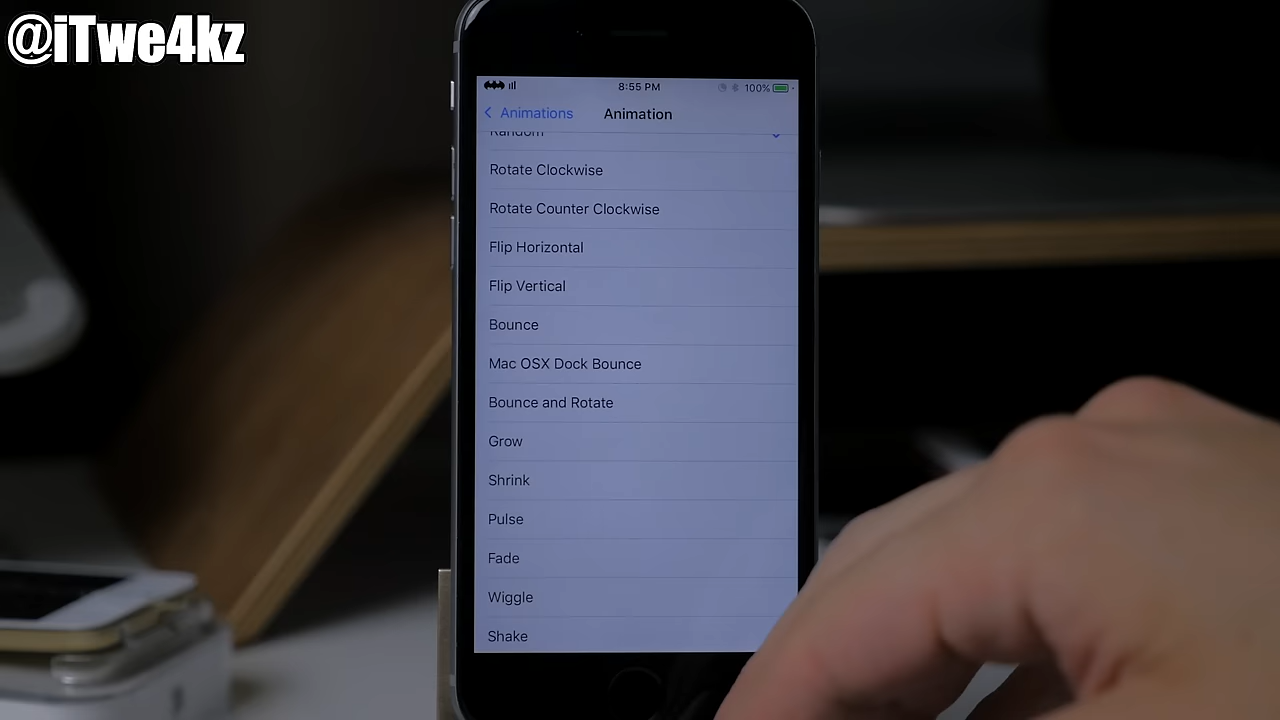 @iTwe4kz
8:55 PM
100%
Animations
Animation
Random
Rotate Clockwise
Rotate Counter Clockwise
Flip Horizontal
Flip Vertical
Bounce
Mac OSX Dock Bounce
Bounce and Rotate
Grow
Shrink
Pulse
Fade
Wiggle
Shake